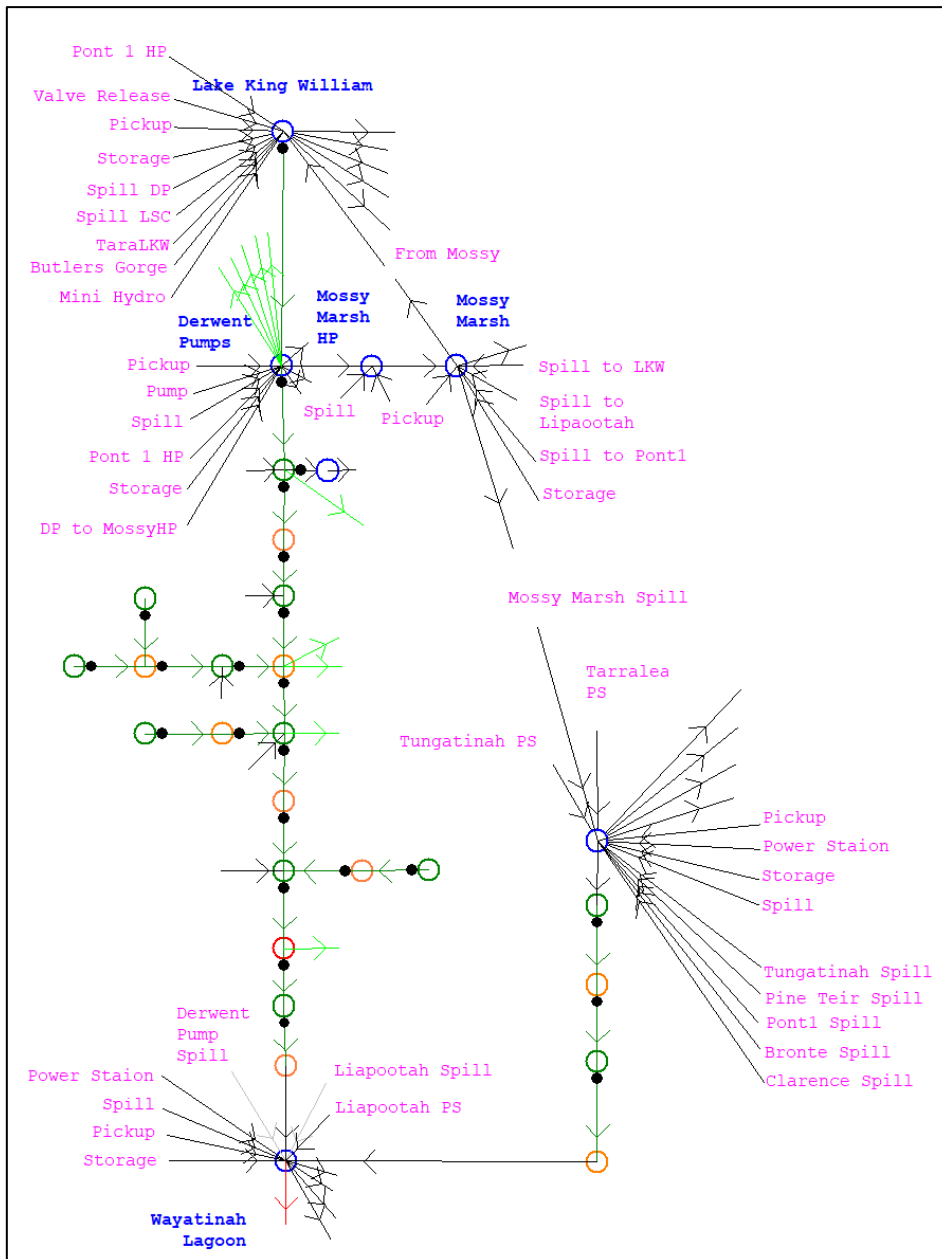 Pont 1 HP
Lake King William
Valve Release
Pickup
Storage
Spill DP
Spill LSC
TaraLKW
Butlers Gorge
Mini Hydro
From Mossy
Derwent
Pumps
Mossy
Marsh
HP
Mossy
Marsh
Pickup
Pump
Spill
Pont 1 HP
Storage
DP to MossyHP
Spill
Pickup
Spill to LKW
Spill to
Lipaootah
Spill to Pont1
Storage
Mossy Marsh Spill
Tarralea
PS
Tungatinah PS
Pickup
Power Staion
Storage
Spill
Tungatinah Spill
Pine Teir Spill
Pont1 Spill
Bronte Spill
Clarence Spill
Derwent
Pump
Spill
Power Staion
Spill
Pickup
Storage
Liapootah Spill
Liapootah PS
Wayatinah
Lagoon